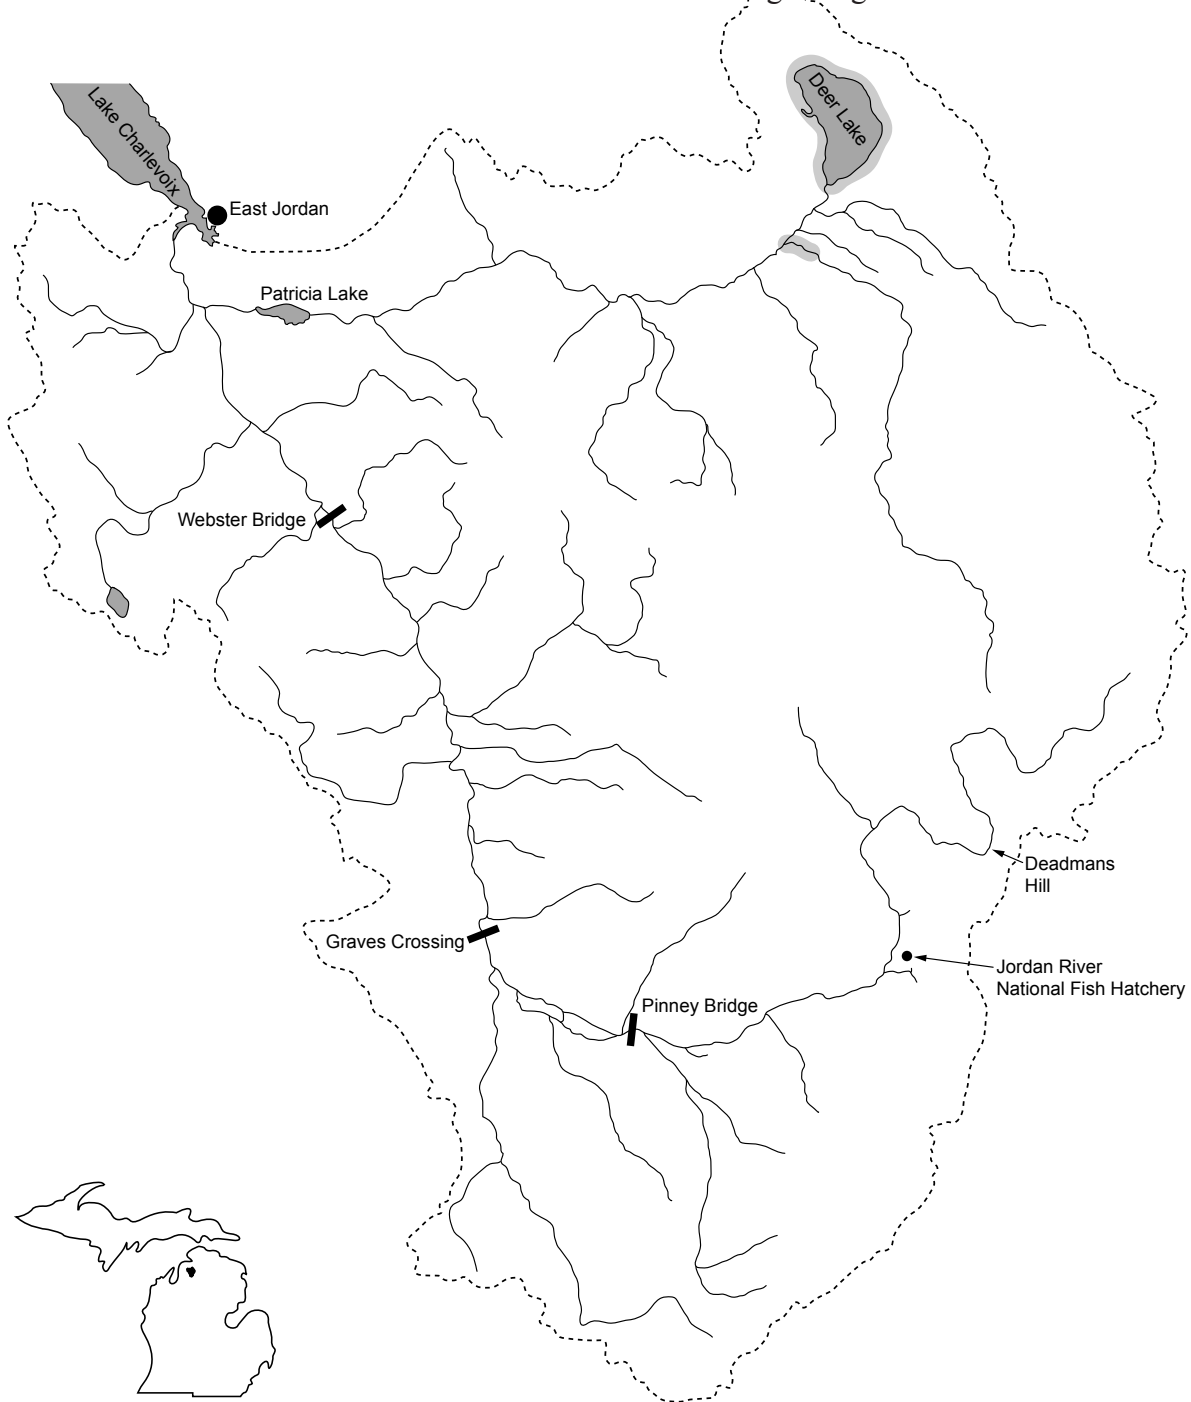 Deer Lake
Lake Charlevoix
East Jordan
Patricia Lake
Webster Bridge
Deadmans
Hill
Graves Crossing
Jordan River
National Fish Hatchery
Pinney Bridge